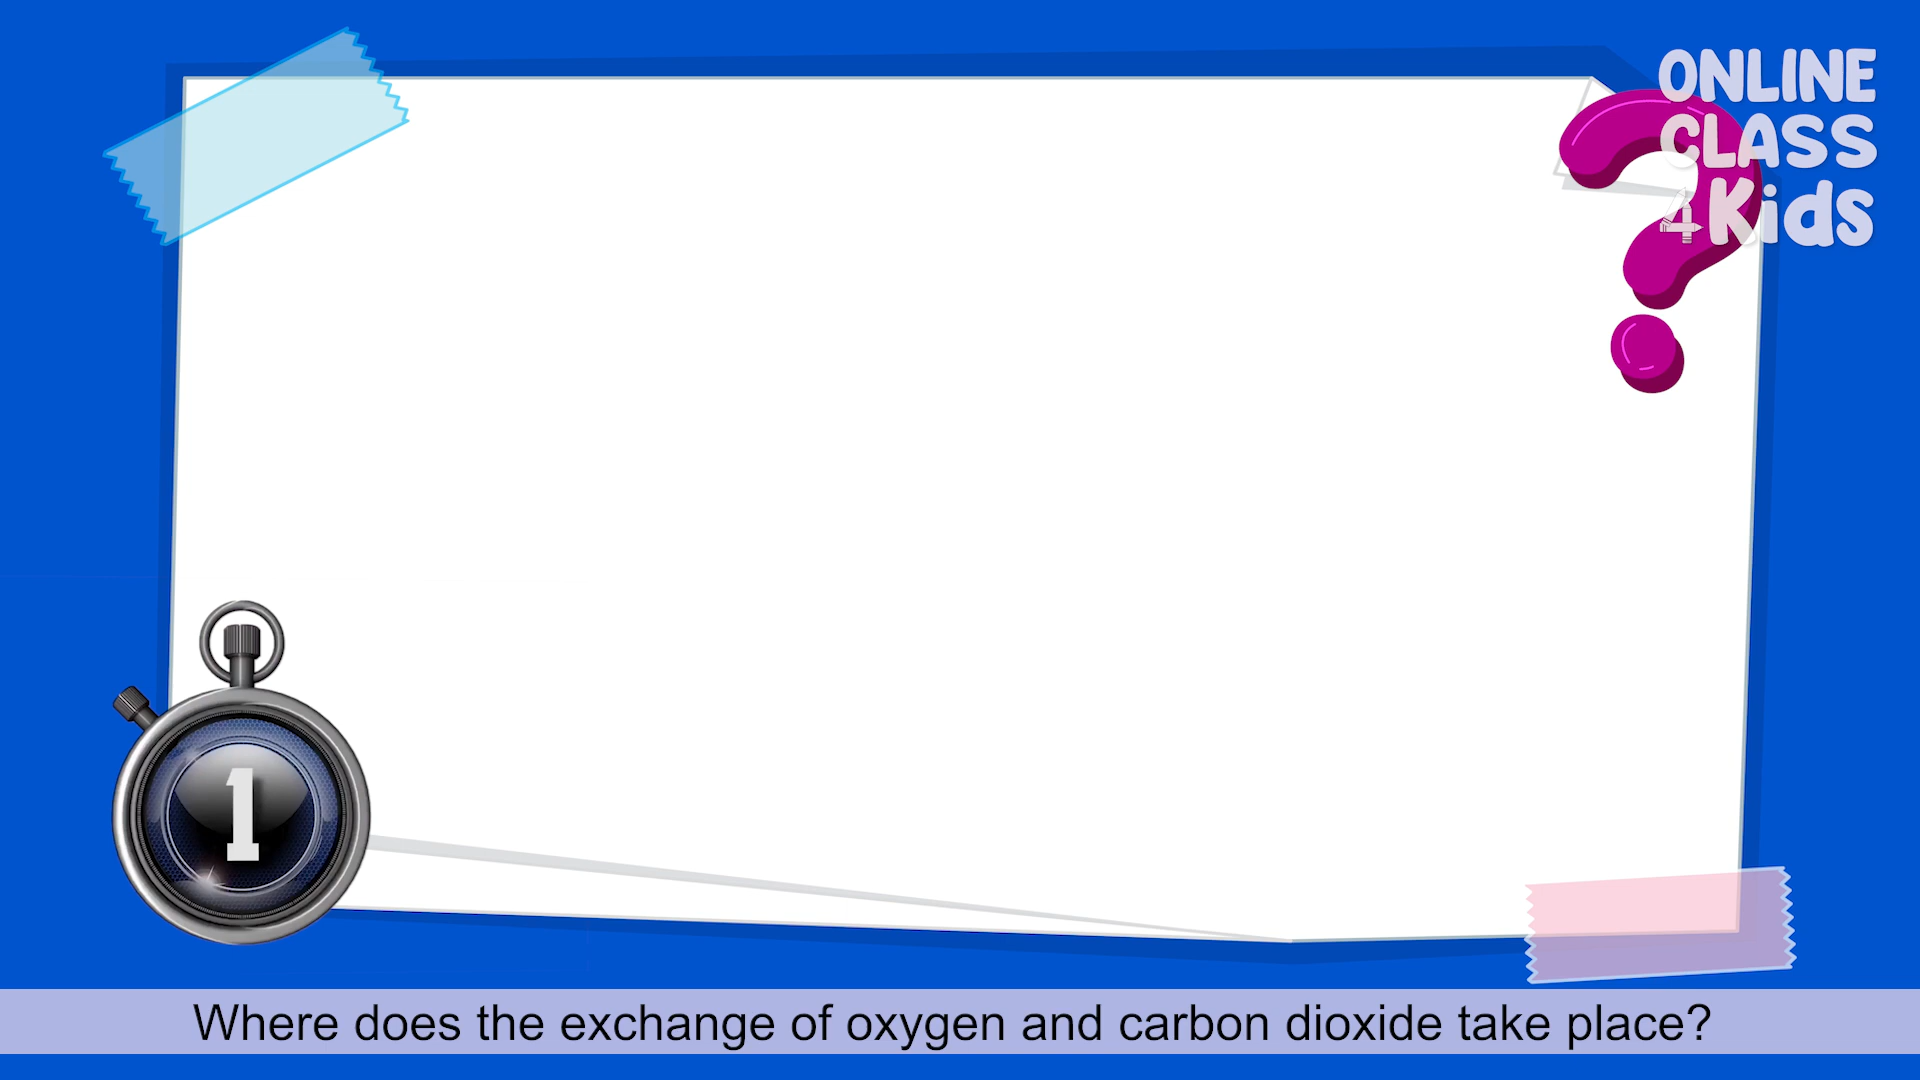 ONLINE
CLASS
4Kids
1
Where does the exchange of oxygen and carbon dioxide take place?